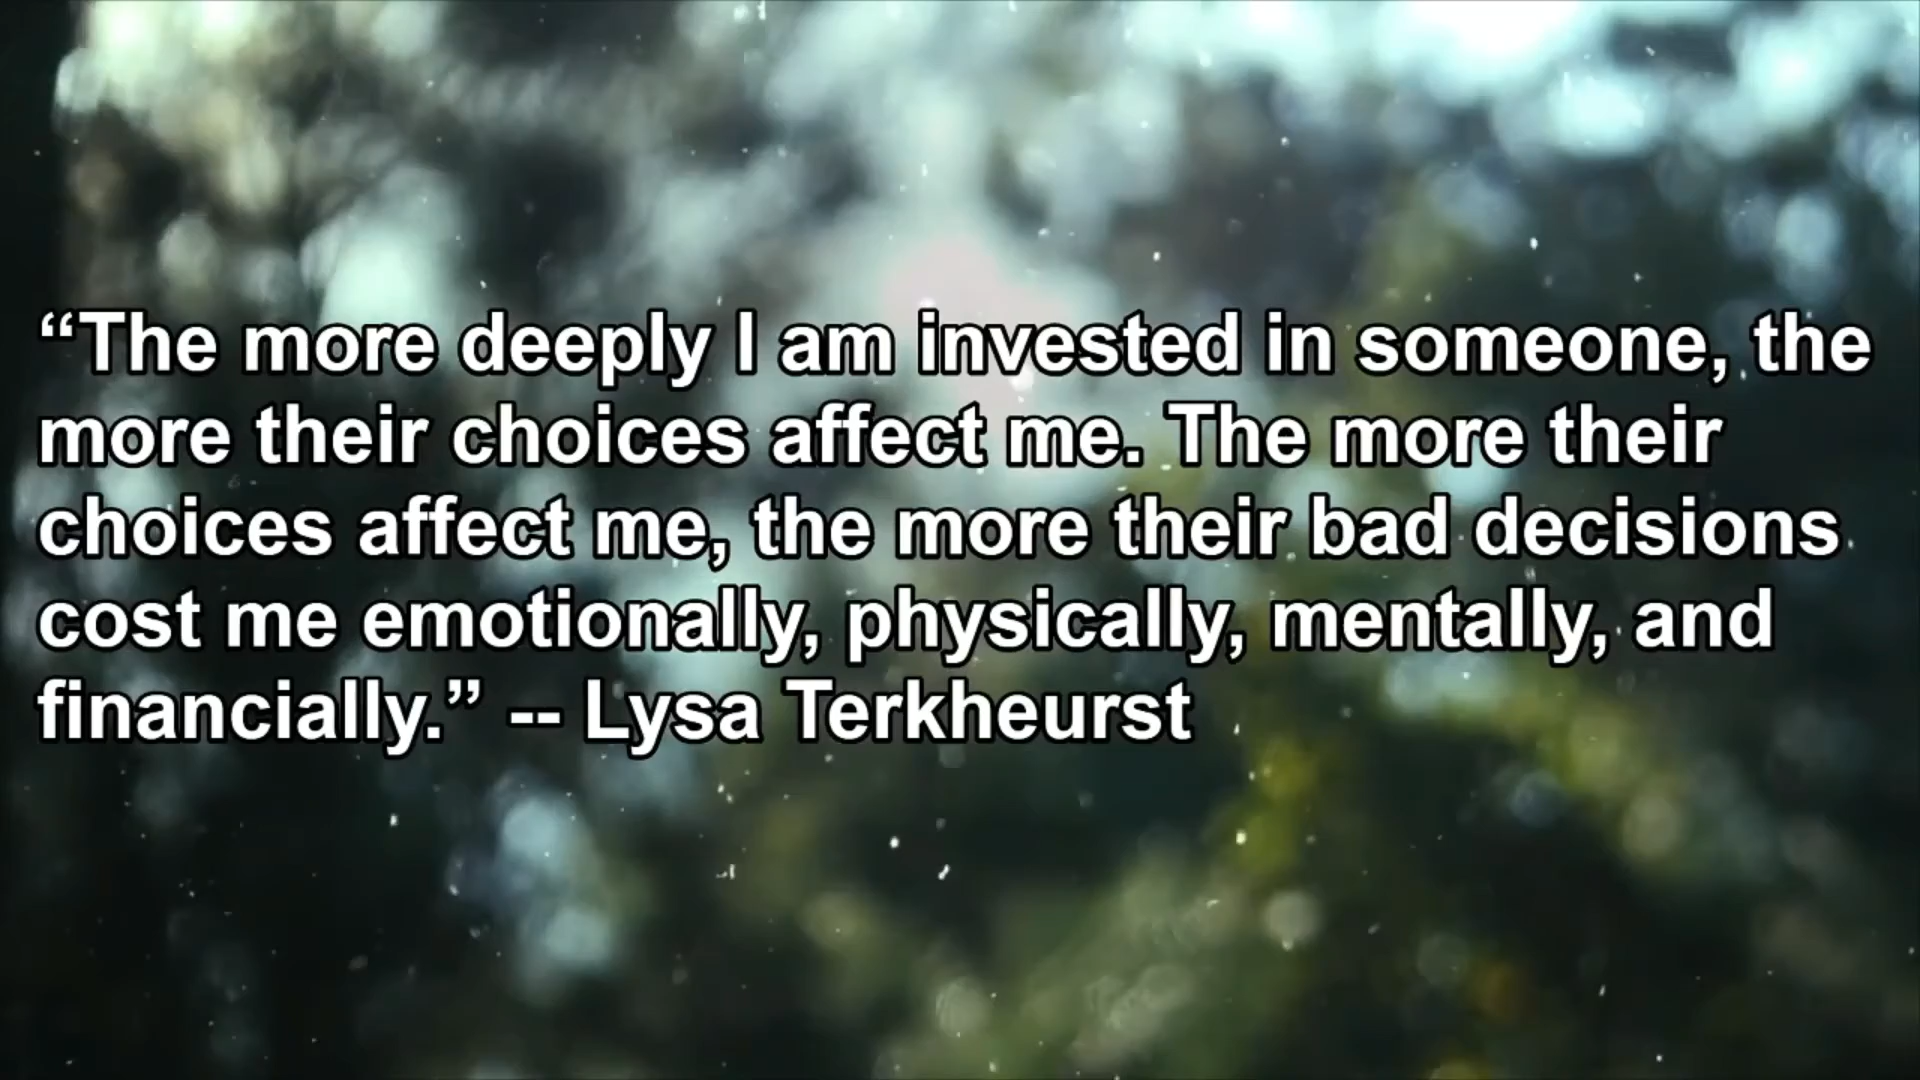 “The more deeply I am invested in someone, the
more their choices affect me. The more their
choices affect me, the more their bad decisions
cost me emotionally, physically, mentally, and
financially.” -- Lysa Terkheurst